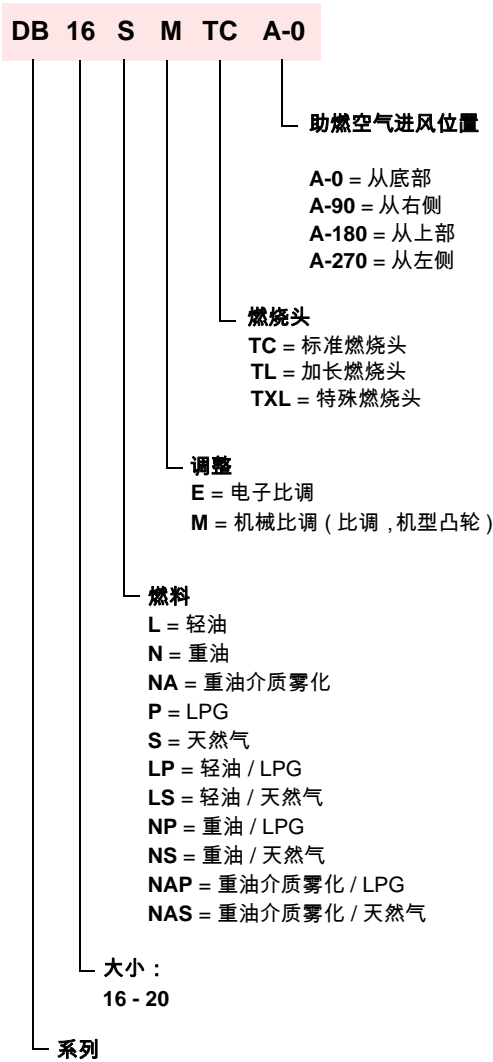 DB 16 S M TC A-0
助燃空气进风位置
A-0 = 从底部
A-90 = 从右侧
A-180 = 从上部
A-270 = 从左侧
燃烧头
TC = 标准燃烧头
TL = 加长燃烧头
TXL = 特殊燃烧头
调整
E = 电子比调
M = 机械比调 ( 比调 ,机型凸轮 )
燃料
L = 轻油
N = 重油
NA = 重油介质雾化
P = LPG
S = 天然气
LP = 轻油 / LPG
LS = 轻油 / 天然气
NP = 重油 / LPG
NS = 重油 / 天然气
NAP = 重油介质雾化 / LPG
NAS = 重油介质雾化 / 天然气
大小：
16 - 20
系列